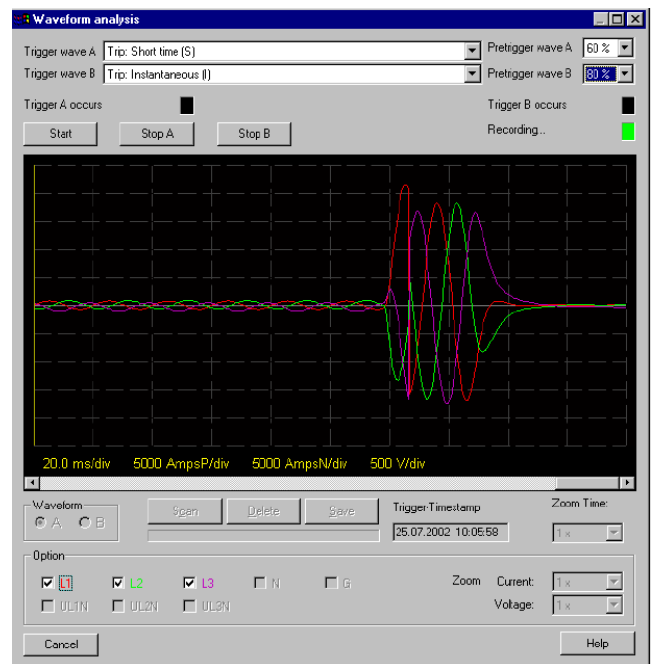 Waveform analysis
Trigger wave A Trip: Short time (S) Pretrigger wave A 60 %
Trigger wave B Trip: Instantaneous (I) Pretrigger wave B 80 %
Trigger A occurs Trigger B occurs
Start Stop A Stop B Recording...
20.0 ms/div 5000 AmpsP/div 5000 AmpsN/div 500 V/div
Waveform Scan Delete Save Trigger-Timestamp Zoom Time:
A B 25.07.2002 10:05:58 1 x
Option
L1 L2 L3 N G Zoom Current: 1 x
UL1N UL2N UL3N Voltage: 1 x
Cancel Help